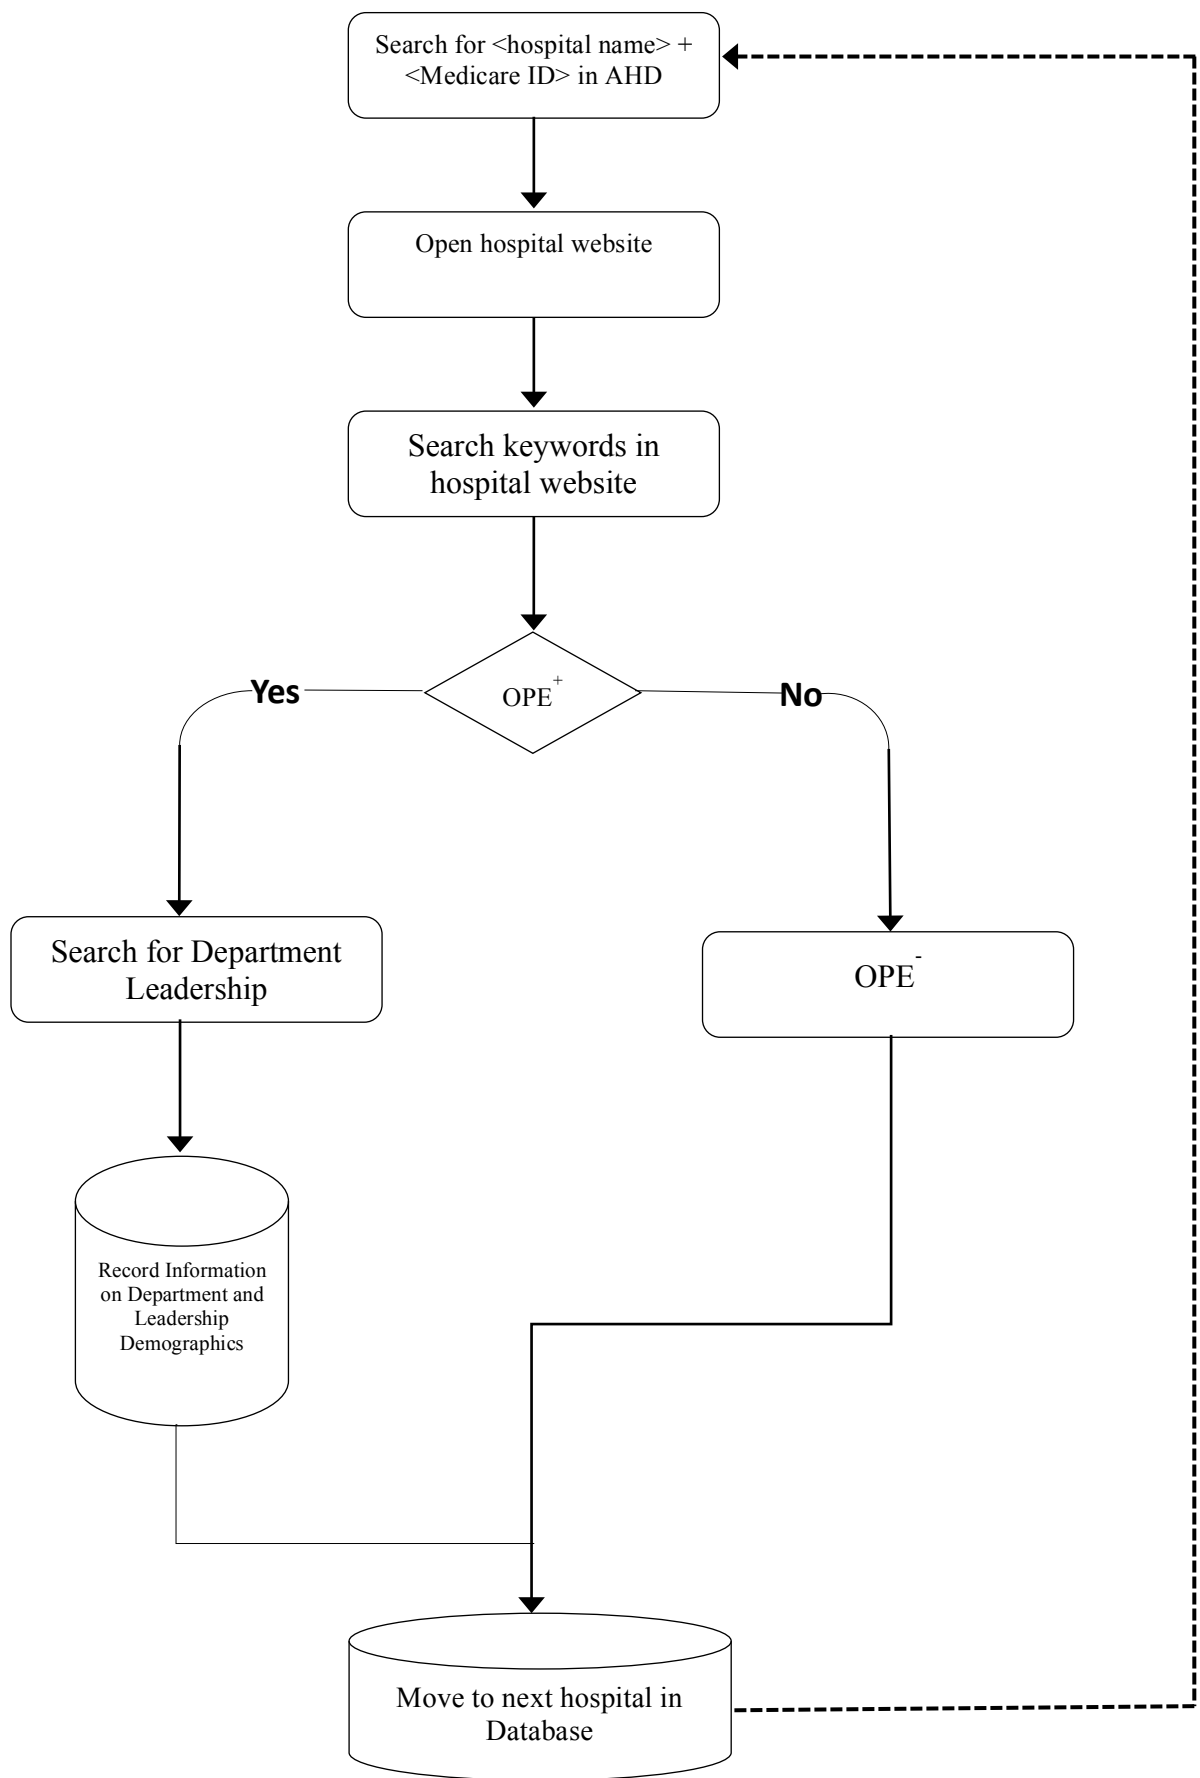 Search for <hospital name> +
<Medicare ID> in AHD
Open hospital website
Search keywords in
hospital website
OPE⁺
Yes
No
Search for Department
Leadership
OPE⁻
Record Information
on Department and
Leadership
Demographics
Move to next hospital in
Database